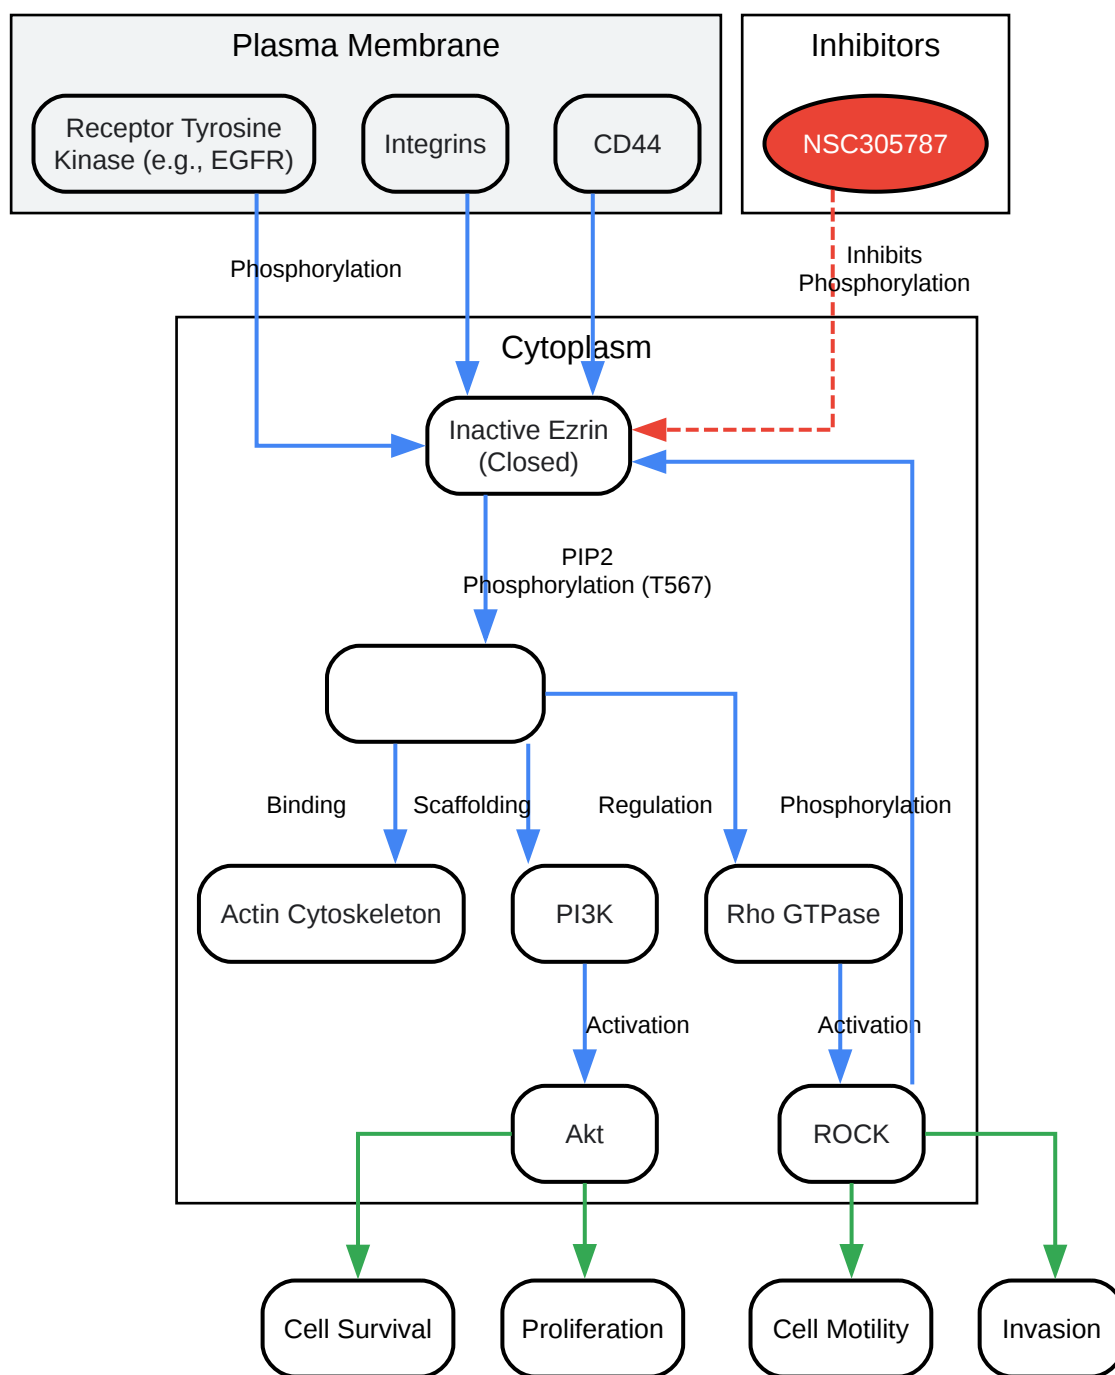 Plasma Membrane
Inhibitors
Receptor Tyrosine
Kinase (e.g., EGFR)
Integrins
CD44
NSC305787
Phosphorylation
Inhibits
Phosphorylation
Cytoplasm
Inactive Ezrin
(Closed)
PIP2
Phosphorylation (T567)
Binding
Scaffolding
Regulation
Phosphorylation
Actin Cytoskeleton
PI3K
Rho GTPase
Activation
Activation
Akt
ROCK
Cell Survival
Proliferation
Cell Motility
Invasion